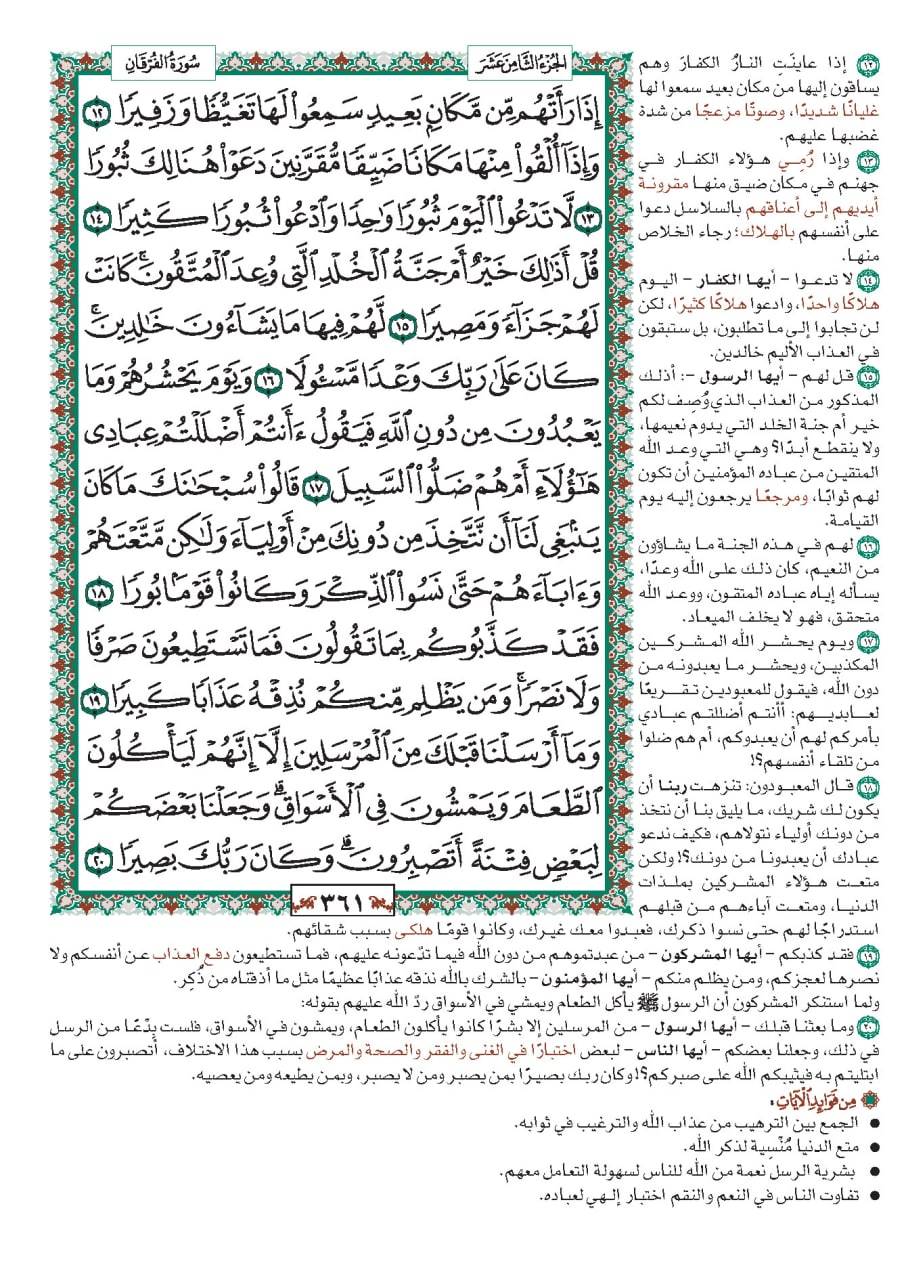 الجزء الثامن عشر
سورة الفرقان
إِذَا رَأَتْهُم مِّن مَّكَانٍۭ بَعِيدٍ سَمِعُوا۟ لَهَا تَغَيُّظًا وَزَفِيرًا ١٢
وَإِذَآ أُلْقُوا۟ مِنْهَا مَكَانًا ضَيِّقًا مُّقَرَّنِينَ دَعَوْا۟ هُنَالِكَ ثُبُورًا
١٣ لَّا تَدْعُوا۟ ٱلْيَوْمَ ثُبُورًا وَٰحِدًا وَٱدْعُوا۟ ثُبُورًا كَثِيرًا ١٤
قُلْ أَذَٰلِكَ خَيْرٌ أَمْ جَنَّةُ ٱلْخُلْدِ ٱلَّتِى وُعِدَ ٱلْمُتَّقُونَ ۚ كَانَتْ
لَهُمْ جَزَآءً وَمَصِيرًا ١٥ لَّهُمْ فِيهَا مَا يَشَآءُونَ خَٰلِدِينَ ۚ
كَانَ عَلَىٰ رَبِّكَ وَعْدًا مَّسْـُٔولًا ١٦ وَيَوْمَ يَحْشُرُهُمْ وَمَا
يَعْبُدُونَ مِن دُونِ ٱللَّهِ فَيَقُولُ ءَأَنتُمْ أَضْلَلْتُمْ عِبَادِى
هَٰٓؤُلَآءِ أَمْ هُمْ ضَلُّوا۟ ٱلسَّبِيلَ ١٧ قَالُوا۟ سُبْحَٰنَكَ مَا كَانَ
يَنۢبَغِى لَنَآ أَن نَّتَّخِذَ مِن دُونِكَ مِنْ أَوْلِيَآءَ وَلَٰكِن مَّتَّعْتَهُمْ
وَءَابَآءَهُمْ حَتَّىٰ نَسُوا۟ ٱلذِّكْرَ وَكَانُوا۟ قَوْمًۢا بُورًا ١٨
فَقَدْ كَذَّبُوكُم بِمَا تَقُولُونَ فَمَا تَسْتَطِيعُونَ صَرْفًا
وَلَا نَصْرًا ۚ وَمَن يَظْلِم مِّنكُمْ نُذِقْهُ عَذَابًا كَبِيرًا ١٩
وَمَآ أَرْسَلْنَا قَبْلَكَ مِنَ ٱلْمُرْسَلِينَ إِلَّآ إِنَّهُمْ لَيَأْكُلُونَ
ٱلطَّعَامَ وَيَمْشُونَ فِى ٱلْأَسْوَاقِ ۗ وَجَعَلْنَا بَعْضَكُمْ
لِبَعْضٍ فِتْنَةً أَتَصْبِرُونَ ۗ وَكَانَ رَبُّكَ بَصِيرًا ٢٠
٣٦١
١٢ إذا عاينَتِ النارُ الكفارَ وهم
يساقون إليها من مكان بعيد سمعوا لها
غليانًا شديدًا، وصوتًا مزعجًا من شدة
غضبها عليهم.
١٣ وإذا رُمِي هؤلاء الكفار في
جهنم في مكان ضيق منها مقرونة
أيديهم إلى أعناقهم بالسلاسل دعوا
على أنفسهم بالهلاك؛ رجاء الخلاص
منها.
١٤ لا تدعوا – أيها الكفار – اليوم
هلاكًا واحدًا، وادعوا هلاكًا كثيرًا، لكن
لن تجابوا إلى ما تطلبون، بل ستبقون
في العذاب الأليم خالدين.
١٥ قل لهم – أيها الرسول –: أذلك
المذكور من العذاب الذي وُصِف لكم
خير أم جنة الخلد التي يدوم نعيمها،
ولا ينقطع أبدًا؟ وهي التي وعد الله
المتقين من عباده المؤمنين أن تكون
لهم ثوابًا، ومرجعًا يرجعون إليه يوم
القيامة.
١٦ لهم في هذه الجنة ما يشاؤون
من النعيم، كان ذلك على الله وعدًا،
يسأله إياه عباده المتقون، ووعد الله
متحقق، فهو لا يخلف الميعاد.
١٧ ويوم يحشر الله المشركين
المكذبين، ويحشر ما يعبدونه من
دون الله، فيقول للمعبودين تقريعًا
لعابديهم: أأنتم أضللتم عبادي
بأمركم لهم أن يعبدوكم، أم هم ضلوا
من تلقاء أنفسهم؟!
١٨ قال المعبودون: تنزهت ربنا أن
يكون لك شريك، ما يليق بنا أن نتخذ
من دونك أولياء نتولاهم، فكيف ندعو
عبادك أن يعبدونا من دونك؟! ولكن
متعت هؤلاء المشركين بملذات
الدنيا، ومتعت آباءهم من قبلهم
استدراجًا لهم حتى نسوا ذكرك، فعبدوا معك غيرك، وكانوا قومًا هلكى بسبب شقائهم.
١٩ فقد كذبكم – أيها المشركون – من عبدتموهم من دون الله فيما تدّعونه عليهم، فما تستطيعون دفع العذاب عن أنفسكم ولا
نصرها لعجزكم، ومن يظلم منكم – أيها المؤمنون – بالشرك بالله نذقه عذابًا عظيمًا مثل ما أذقناه من ذُكِر.
ولما استنكر المشركون أن الرسول ﷺ يأكل الطعام ويمشي في الأسواق ردّ الله عليهم بقوله:
٢٠ وما بعثنا قبلك – أيها الرسول – من المرسلين إلا بشرًا كانوا يأكلون الطعام، ويمشون في الأسواق، فلست بِدْعًا من الرسل
في ذلك، وجعلنا بعضكم – أيها الناس – لبعض اختبارًا في الغنى والفقر والصحة والمرض بسبب هذا الاختلاف، أتصبرون على ما
ابتليتم به فيثيبكم الله على صبركم؟! وكان ربك بصيرًا بمن يصبر ومن لا يصبر، وبمن يطيعه ومن يعصيه.
مِن فَوَائِدِ الْآيَاتِ:
• الجمع بين الترهيب من عذاب الله والترغيب في ثوابه.
• متع الدنيا مُنْسِية لذكر الله.
• بشرية الرسل نعمة من الله للناس لسهولة التعامل معهم.
• تفاوت الناس في النعم والنقم اختبار إلهي لعباده.